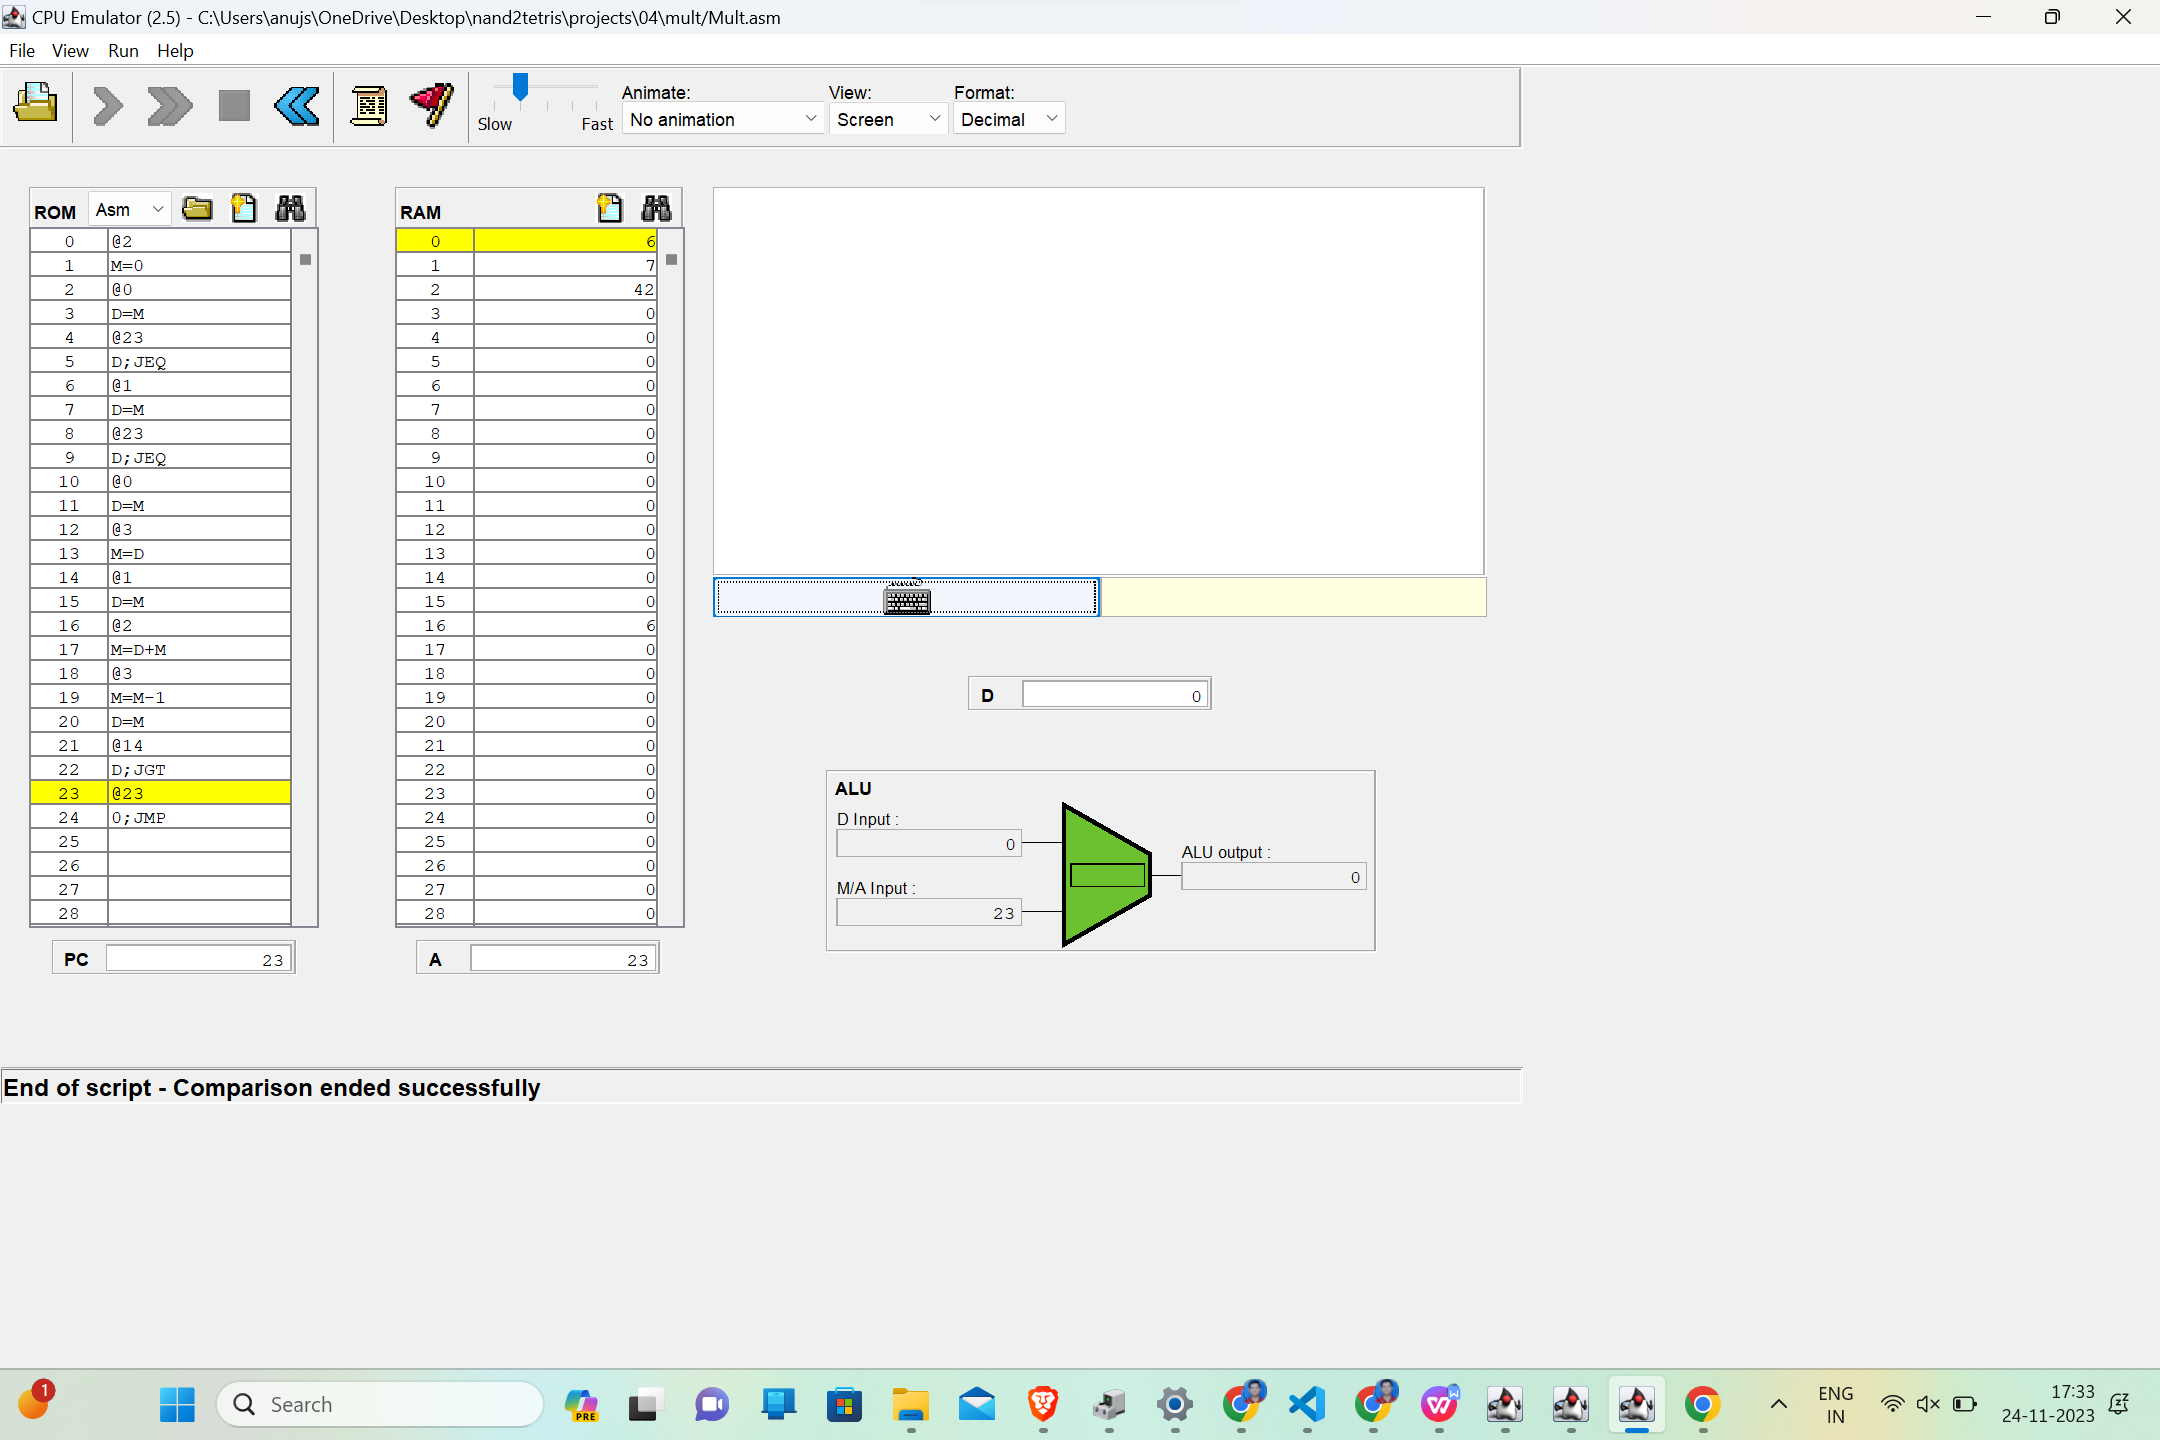 CPU Emulator (2.5) - C:\Users\anujs\OneDrive\Desktop\nand2tetris\projects\04\mult/Mult.asm
File View Run Help
Slow Fast
Animate:
No animation
View:
Screen
Format:
Decimal
ROM Asm
0 @2
1 M=0
2 @0
3 D=M
4 @23
5 D;JEQ
6 @1
7 D=M
8 @23
9 D;JEQ
10 @0
11 D=M
12 @3
13 M=D
14 @1
15 D=M
16 @2
17 M=D+M
18 @3
19 M=M-1
20 D=M
21 @14
22 D;JGT
23 @23
24 0;JMP
25
26
27
28
PC 23
RAM
0 6
1 7
2 42
3 0
4 0
5 0
6 0
7 0
8 0
9 0
10 0
11 0
12 0
13 0
14 0
15 0
16 6
17 0
18 0
19 0
20 0
21 0
22 0
23 0
24 0
25 0
26 0
27 0
28 0
A 23
D 0
ALU
D Input :
0
M/A Input :
23
ALU output :
0
End of script - Comparison ended successfully
1
Search
PRE
ENG
IN
17:33
24-11-2023